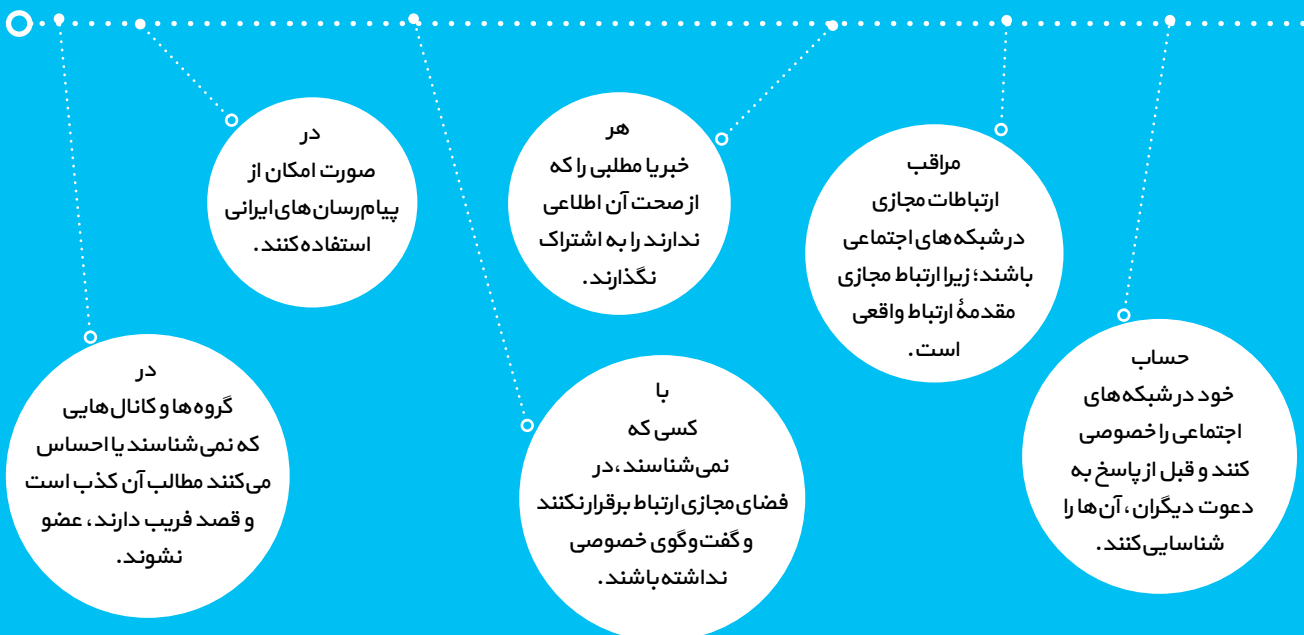 حساب
خود در شبکه‌های
اجتماعی را خصوصی
کنند و قبل از پاسخ به
دعوت دیگران، آن‌ها را
شناسایی کنند.
مراقب
ارتباطات مجازی
در شبکه‌های اجتماعی
باشند؛ زیرا ارتباط مجازی
مقدمهٔ ارتباط واقعی
است.
هر
خبر یا مطلبی را که
از صحت آن اطلاعی
ندارند را به اشتراک
نگذارند.
با
کسی که
نمی‌شناسند، در
فضای مجازی ارتباط برقرار نکنند
و گفت‌وگوی خصوصی
نداشته باشند.
در
صورت امکان از
پیام‌رسان‌های ایرانی
استفاده کنند.
در
گروه‌ها و کانال‌هایی
که نمی‌شناسند یا احساس
می‌کنند مطالب آن کذب است
و قصد فریب دارند، عضو
نشوند.